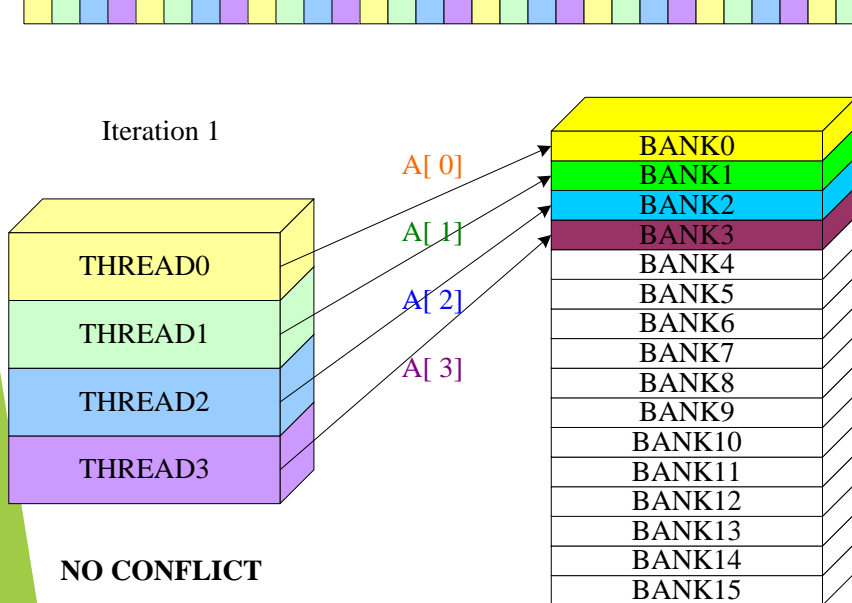 Iteration 1
A[ 0]
A[ 1]
A[ 2]
A[ 3]
THREAD0
THREAD1
THREAD2
THREAD3
NO CONFLICT
BANK0
BANK1
BANK2
BANK3
BANK4
BANK5
BANK6
BANK7
BANK8
BANK9
BANK10
BANK11
BANK12
BANK13
BANK14
BANK15